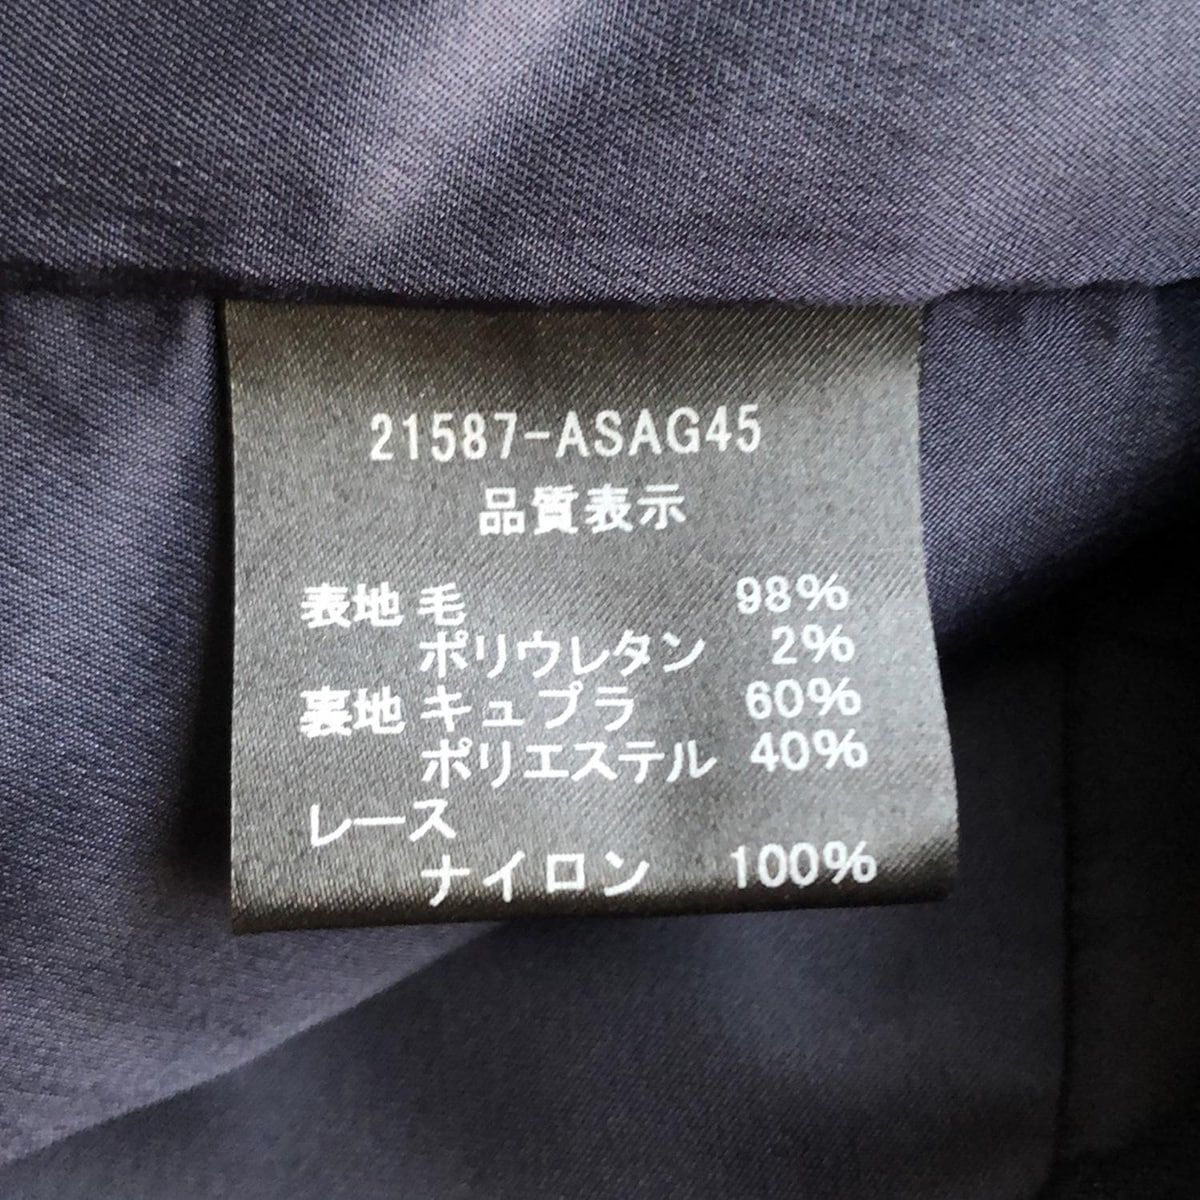 21587-ASAG45
品質表示
表地 毛 98%
ポリウレタン 2%
裏地 キュプラ 60%
ポリエステル 40%
レース
ナイロン 100%